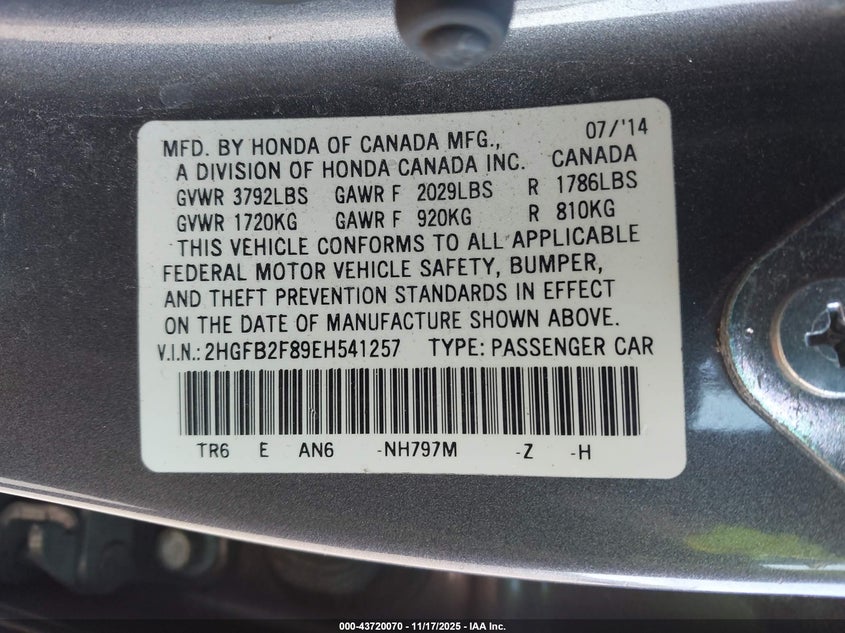 07/'14
MFD. BY HONDA OF CANADA MFG.,
A DIVISION OF HONDA CANADA INC. CANADA
GVWR 3792LBS GAWR F 2029LBS R 1786LBS
GVWR 1720KG GAWR F 920KG R 810KG
THIS VEHICLE CONFORMS TO ALL APPLICABLE
FEDERAL MOTOR VEHICLE SAFETY, BUMPER,
AND THEFT PREVENTION STANDARDS IN EFFECT
ON THE DATE OF MANUFACTURE SHOWN ABOVE.
V.I.N.: 2HGFB2F89EH541257 TYPE: PASSENGER CAR
TR6 E AN6 -NH797M -Z -H
000-43720070 - 11/17/2025 - IAA Inc.